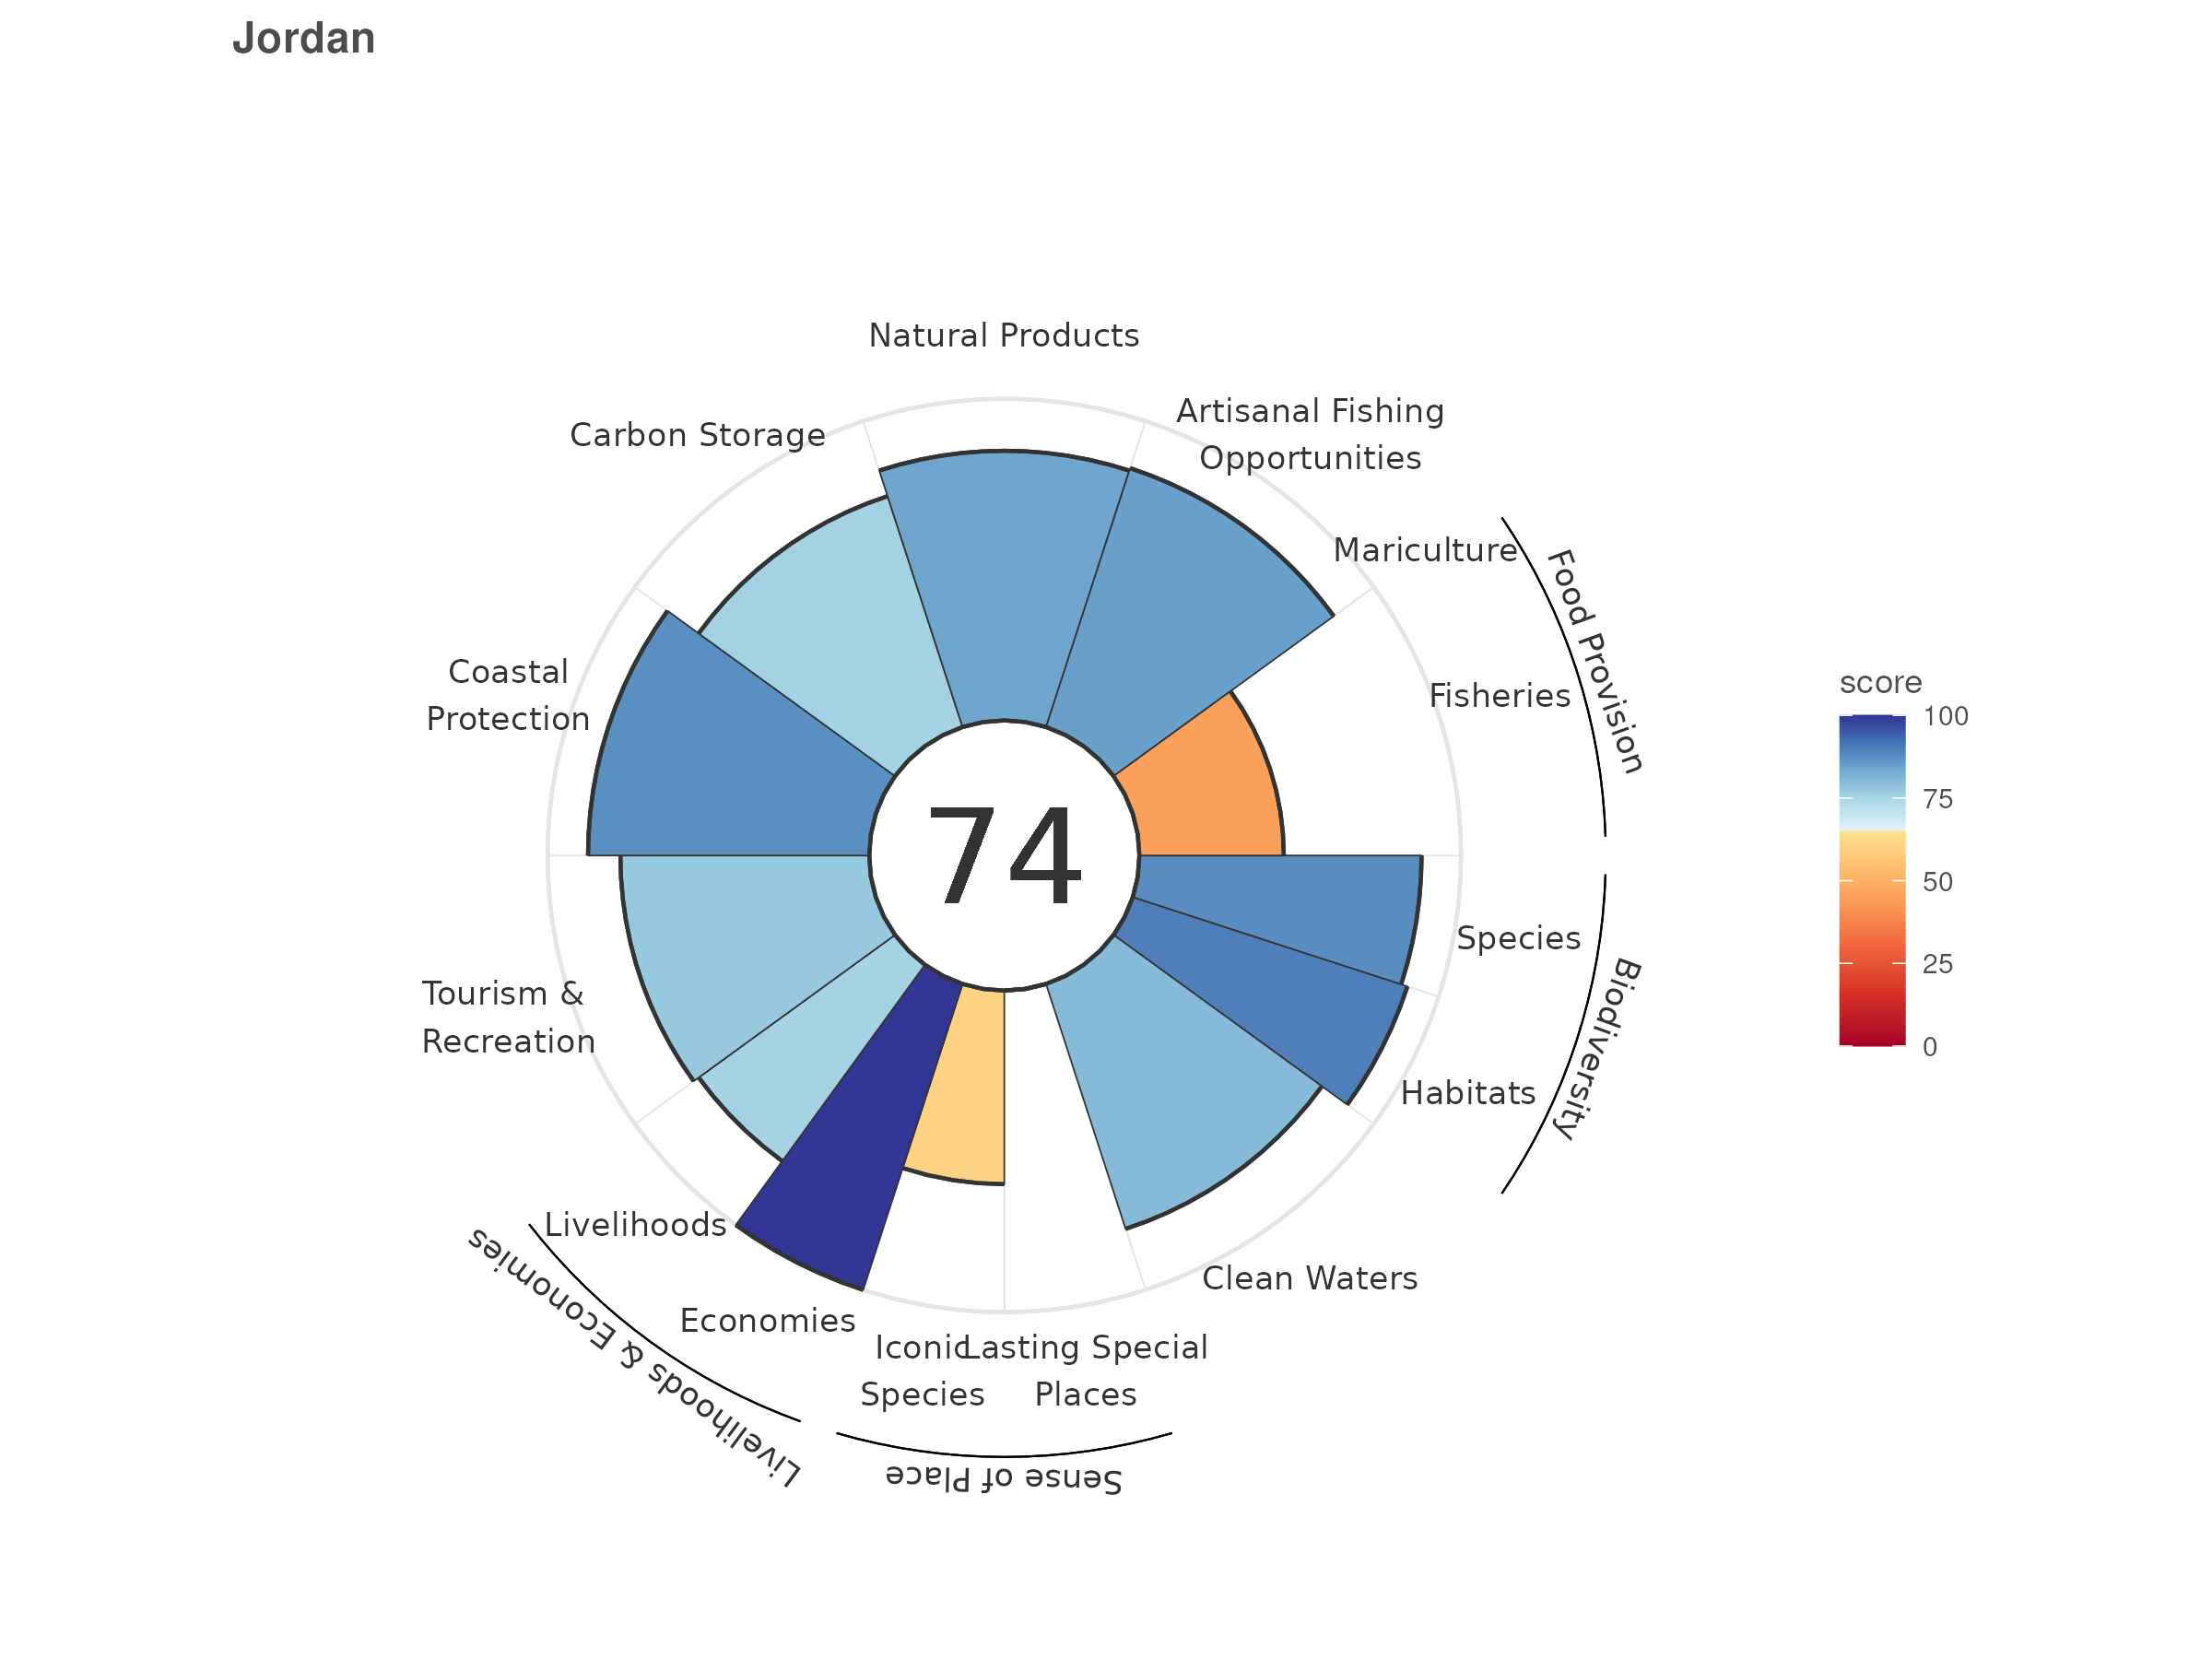 Jordan
Natural Products
Artisanal Fishing
Opportunities
Carbon Storage
Mariculture
Food Provision
Fisheries
Coastal
Protection
score
100
75
50
25
0
74
Species
Biodiversity
Tourism &
Recreation
Habitats
Livelihoods
Clean Waters
Economies
Livelihoods & Economies
Iconic
Species
Lasting Special
Places
Sense of Place